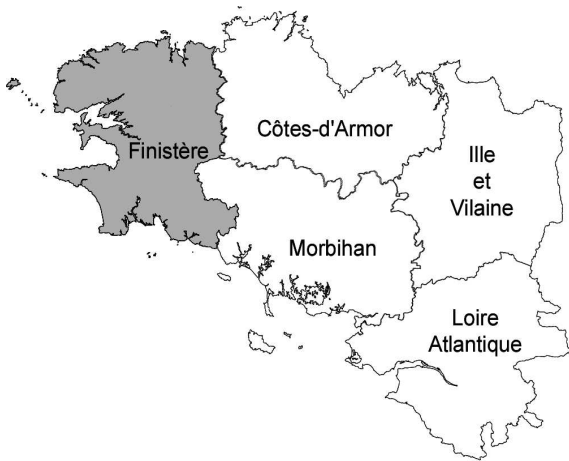 Finistère
Côtes-d'Armor
Ille
et
Vilaine
Morbihan
Loire
Atlantique